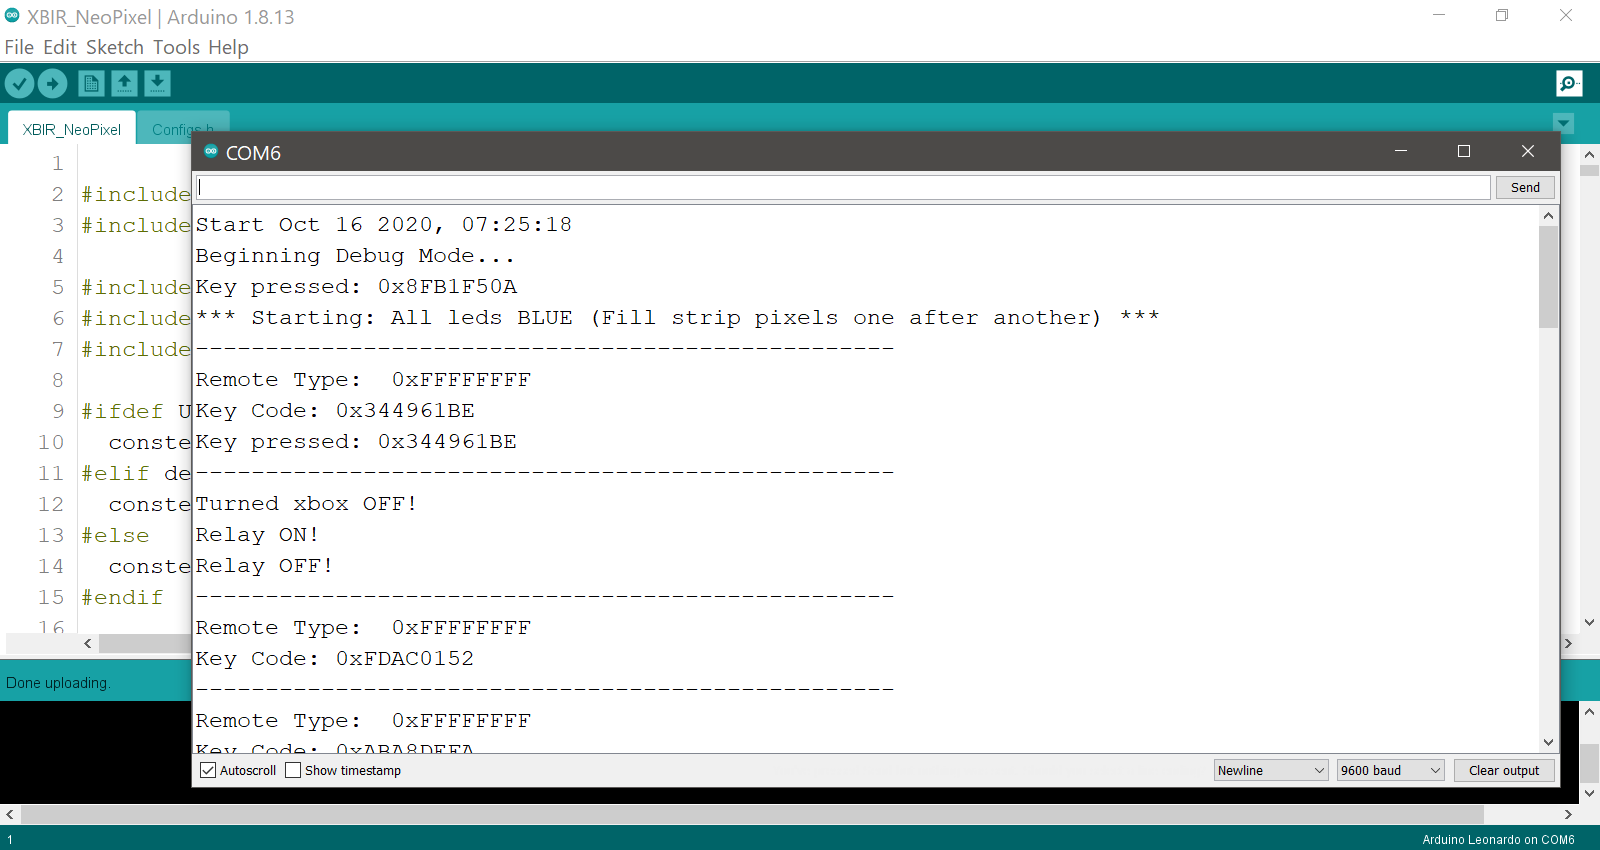 XBIR_NeoPixel | Arduino 1.8.13
File Edit Sketch Tools Help
XBIR_NeoPixel Configs.h
1
2 #include
3 #include
4
5 #include
6 #include
7 #include
8
9 #ifdef U
10 conste
11 #elif de
12 conste
13 #else
14 conste
15 #endif
16
COM6
Send
Start Oct 16 2020, 07:25:18
Beginning Debug Mode...
Key pressed: 0x8FB1F50A
*** Starting: All leds BLUE (Fill strip pixels one after another) ***
--------------------------------------------------
Remote Type:  0xFFFFFFFF
Key Code: 0x344961BE
Key pressed: 0x344961BE
--------------------------------------------------
Turned xbox OFF!
Relay ON!
Relay OFF!
--------------------------------------------------
Remote Type:  0xFFFFFFFF
Key Code: 0xFDAC0152
--------------------------------------------------
Remote Type:  0xFFFFFFFF
Key Code:
Autoscroll Show timestamp Newline 9600 baud Clear output
Done uploading.
1 Arduino Leonardo on COM6